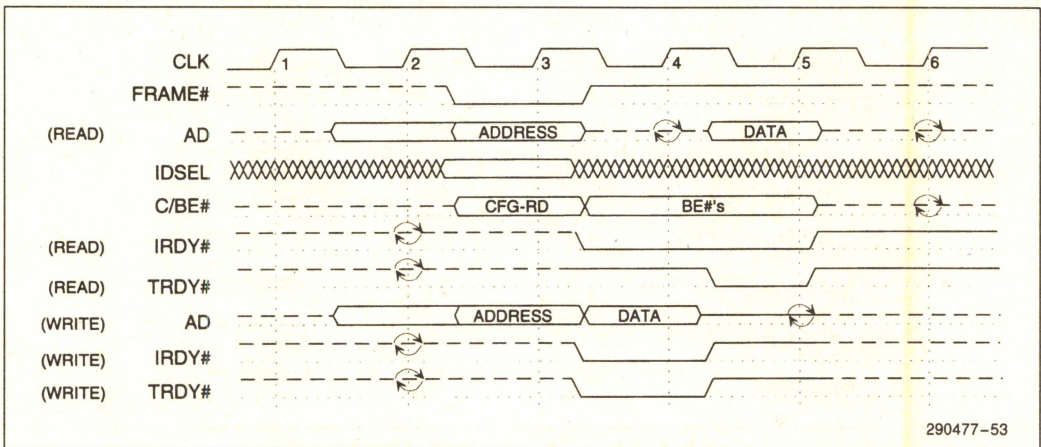 CLK 1 2 3 4 5 6
FRAME#
(READ) AD ADDRESS DATA
IDSEL
C/BE# CFG-RD BE#'s
(READ) IRDY#
(READ) TRDY#
(WRITE) AD ADDRESS DATA
(WRITE) IRDY#
(WRITE) TRDY#
290477-53